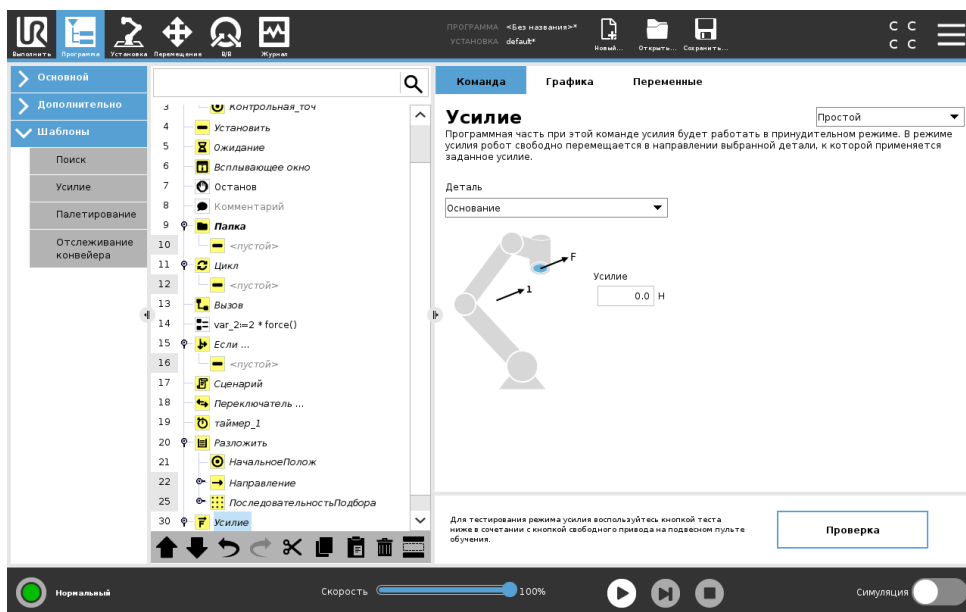 ПРОГРАММА <Без названия>*
УСТАНОВКА default*
Выполнить
Программа
Установка
Перемещение
В/В
Журнал
Новый...
Открыть...
Сохранить...
C C
C C
Основной
Дополнительно
Шаблоны
Поиск
Усилие
Палетирование
Отслеживание
конвейера
3 Контрольная_точ
4 Установить
5 Ожидание
6 Всплывающее окно
7 Останов
8 Комментарий
9 Папка
10 <пустой>
11 Цикл
12 <пустой>
13 Вызов
14 var_2≔2 * force()
15 Если ...
16 <пустой>
17 Сценарий
18 Переключатель ...
19 таймер_1
20 Разложить
21 НачальноеПолож
22 Направление
25 ПоследовательностьПодбора
30 Усилие
Команда
Графика
Переменные
Усилие
Простой
Программная часть при этой команде усилия будет работать в принудительном режиме. В режиме
усилия робот свободно перемещается в направлении выбранной детали, к которой применяется
заданное усилие.
Деталь
Основание
F
1
Усилие
0.0 Н
Для тестирования режима усилия воспользуйтесь кнопкой теста
ниже в сочетании с кнопкой свободного привода на подвесном пульте
обучения.
Проверка
Нормальный
Скорость
100%
Симуляция